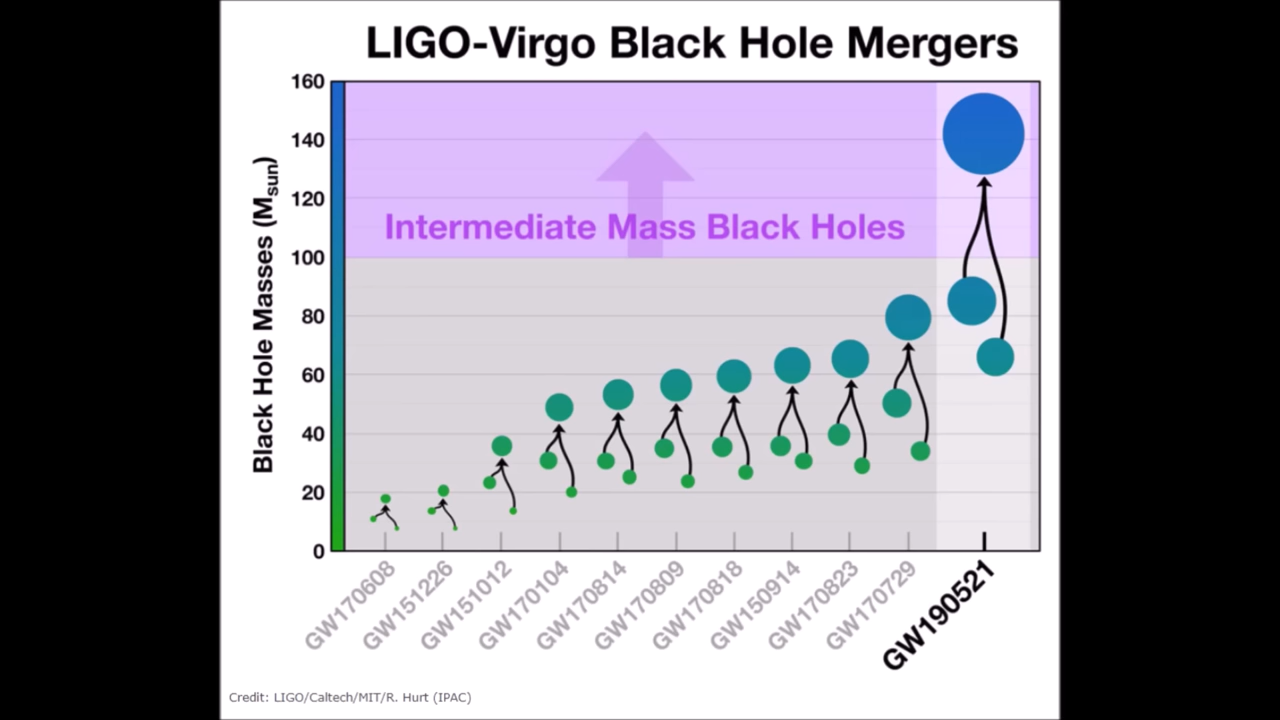 LIGO-Virgo Black Hole Mergers
Black Hole Masses (Msun)
160
140
120
100
80
60
40
20
0
Intermediate Mass Black Holes
GW170608
GW151226
GW151012
GW170104
GW170814
GW170809
GW170818
GW150914
GW170823
GW170729
GW190521
Credit: LIGO/Caltech/MIT/R. Hurt (IPAC)